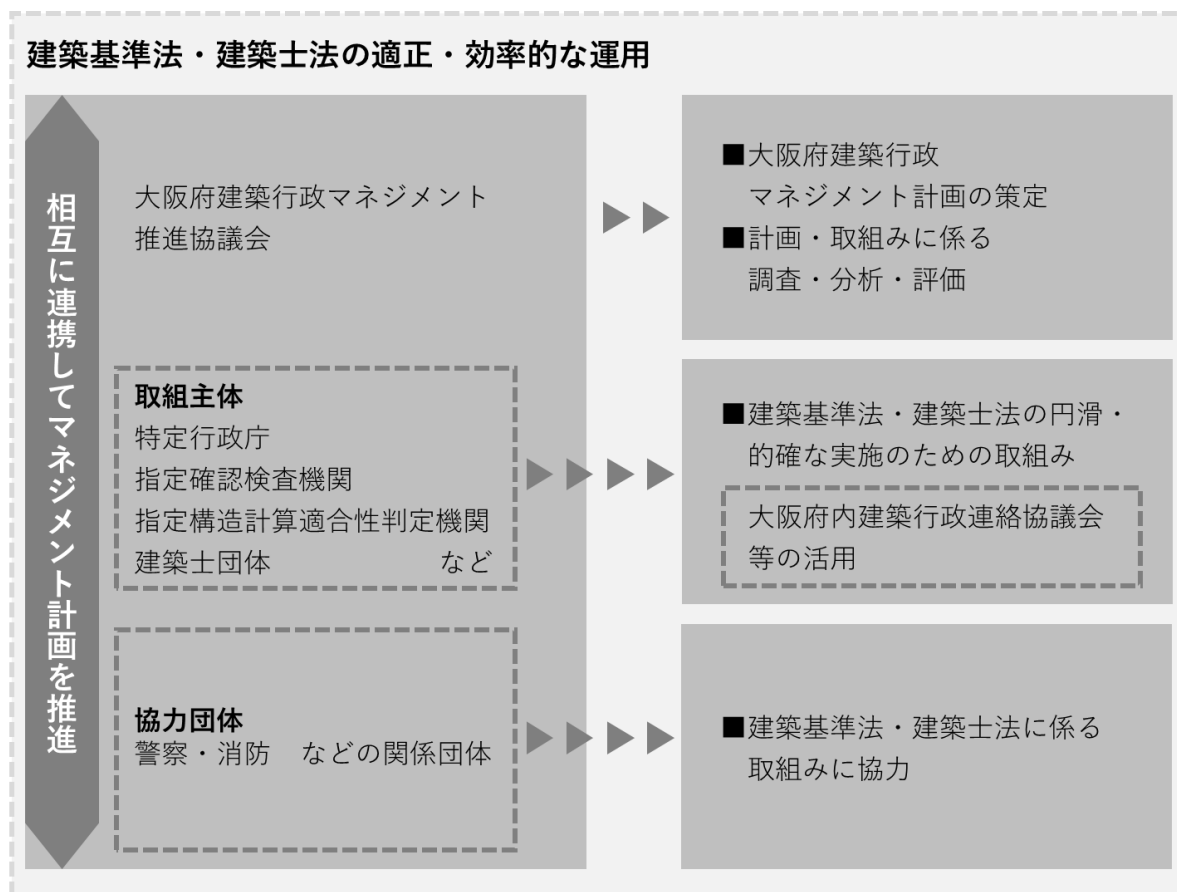 建築基準法・建築士法の適正・効率的な運用
相互に連携してマネジメント計画を推進
大阪府建築行政マネジメント
推進協議会
■大阪府建築行政
マネジメント計画の策定
■計画・取組みに係る
調査・分析・評価
取組主体
特定行政庁
指定確認検査機関
指定構造計算適合性判定機関
建築士団体 など
■建築基準法・建築士法の円滑・
的確な実施のための取組み
大阪府内建築行政連絡協議会
等の活用
協力団体
警察・消防 などの関係団体
■建築基準法・建築士法に係る
取組みに協力